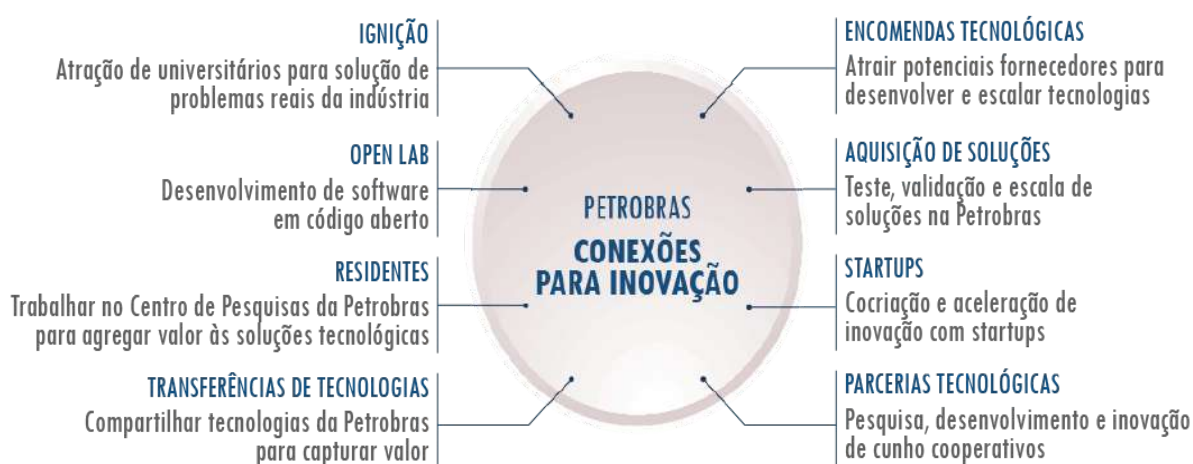 IGNIÇÃO
Atração de universitários para solução de
problemas reais da indústria
OPEN LAB
Desenvolvimento de software
em código aberto
RESIDENTES
Trabalhar no Centro de Pesquisas da Petrobras
para agregar valor às soluções tecnológicas
TRANSFERÊNCIAS DE TECNOLOGIAS
Compartilhar tecnologias da Petrobras
para capturar valor
PETROBRAS
CONEXÕES
PARA INOVAÇÃO
ENCOMENDAS TECNOLÓGICAS
Atrair potenciais fornecedores para
desenvolver e escalar tecnologias
AQUISIÇÃO DE SOLUÇÕES
Teste, validação e escala de
soluções na Petrobras
STARTUPS
Cocriação e aceleração de
inovação com startups
PARCERIAS TECNOLÓGICAS
Pesquisa, desenvolvimento e inovação
de cunho cooperativos